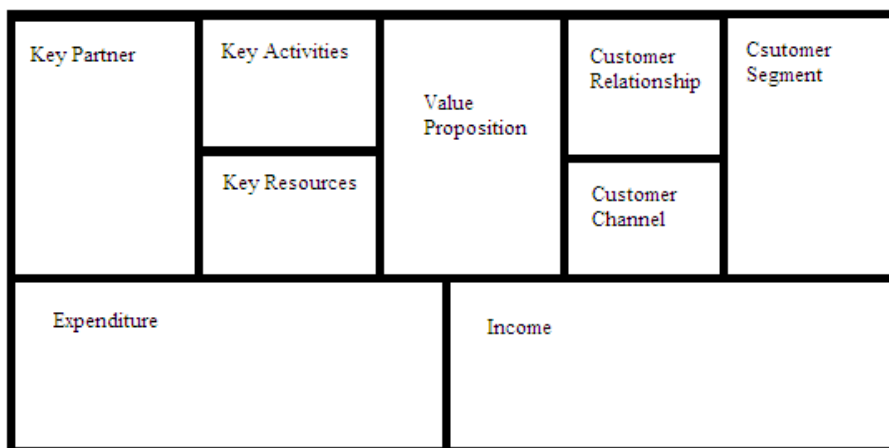 Key Partner
Key Activities
Key Resources
Value
Proposition
Customer
Relationship
Customer
Channel
Csutomer
Segment
Expenditure
Income